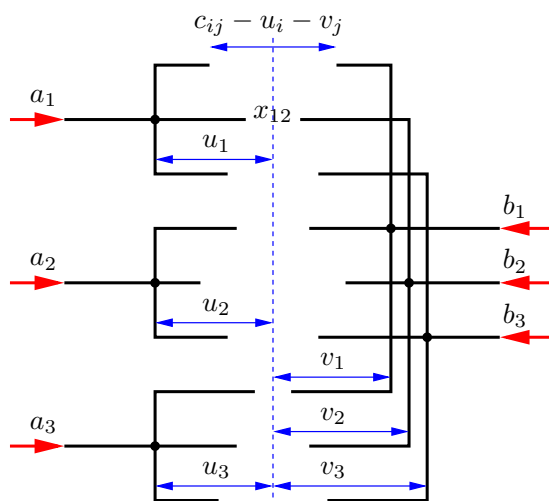 c_{ij} − u_i − v_j
a_1
x_{12}
u_1
b_1
a_2
b_2
u_2
b_3
v_1
a_3
v_2
u_3
v_3